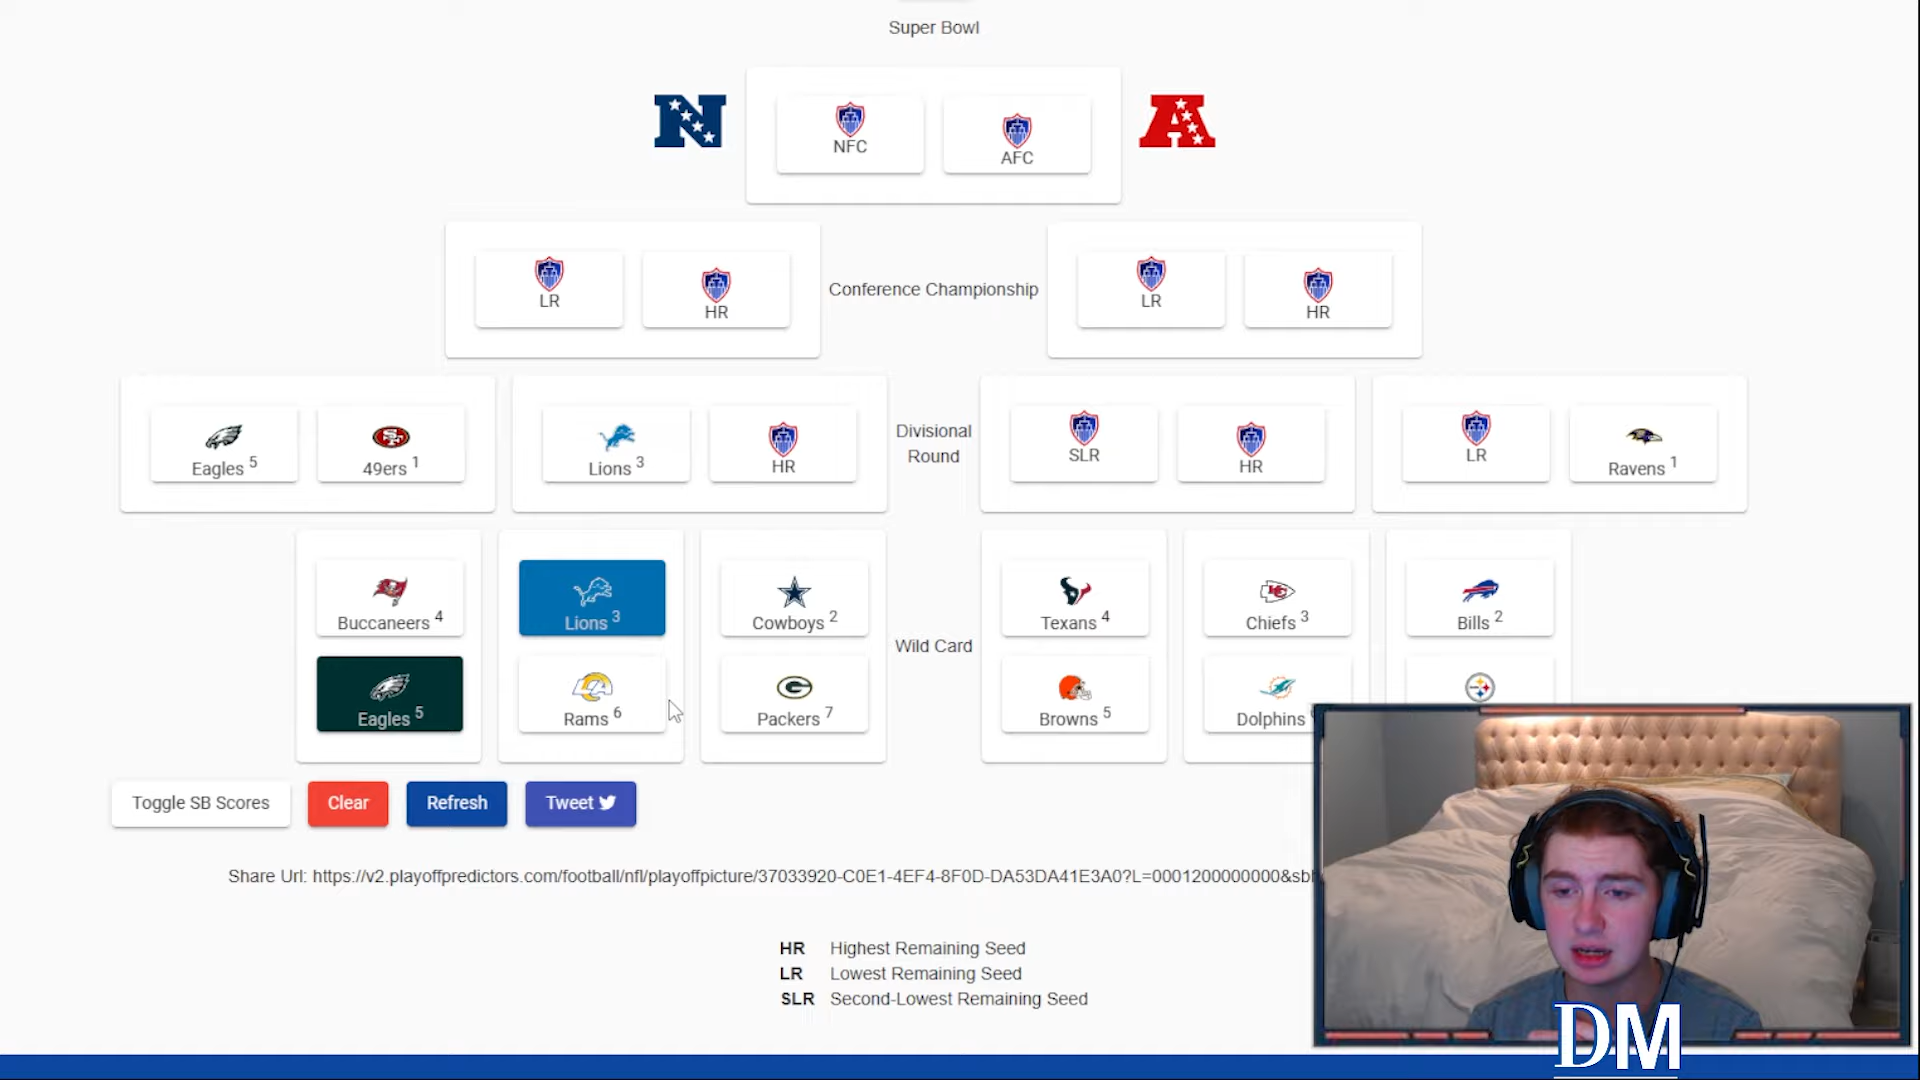 Super Bowl
NFC
AFC
LR
HR
Conference Championship
LR
HR
Eagles 5
49ers 1
Lions 3
HR
Divisional
Round
SLR
HR
LR
Ravens 1
Buccaneers 4
Lions 3
Cowboys 2
Wild Card
Texans 4
Chiefs 3
Bills 2
Eagles 5
Rams 6
Packers 7
Browns 5
Dolphins
Toggle SB Scores
Clear
Refresh
Tweet
Share Url: https://v2.playoffpredictors.com/football/nfl/playoffpicture/37033920-C0E1-4EF4-8F0D-DA53DA41E3A0?L=0001200000000&sb
HR Highest Remaining Seed
LR Lowest Remaining Seed
SLR Second-Lowest Remaining Seed
DM